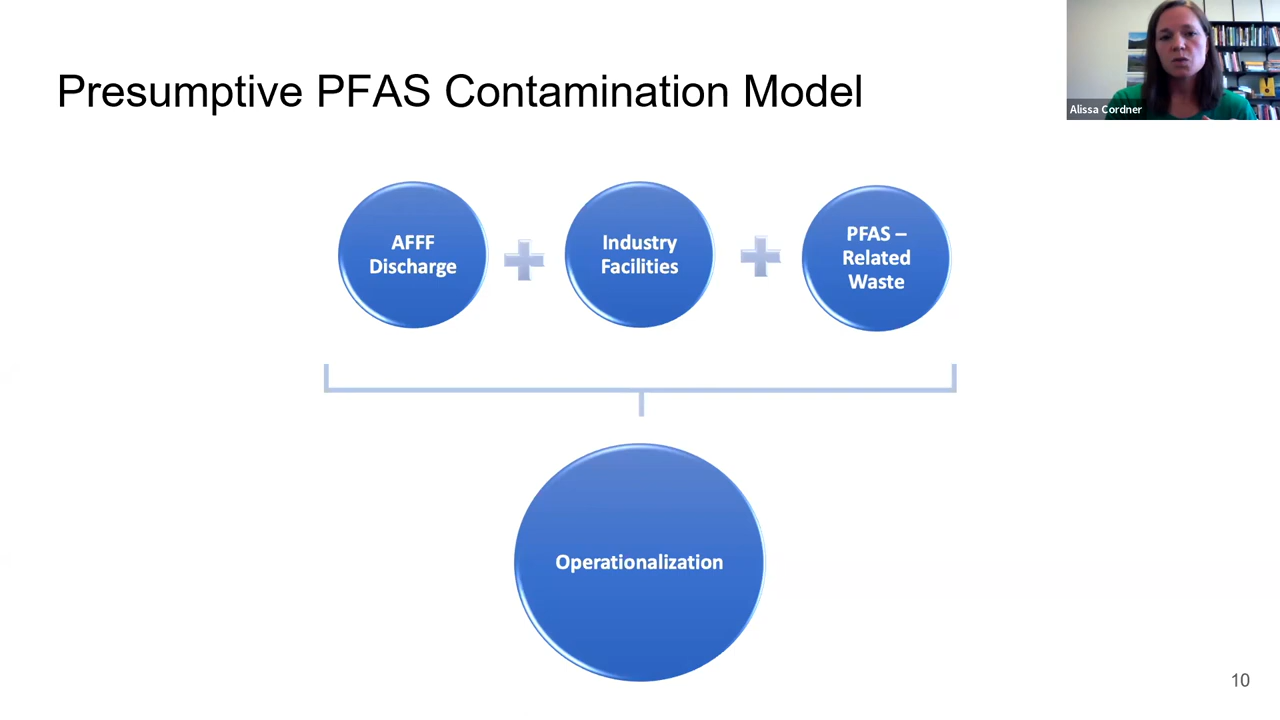 Presumptive PFAS Contamination Model
Alissa Cordner
AFFF
Discharge
Industry
Facilities
PFAS –
Related
Waste
Operationalization
10